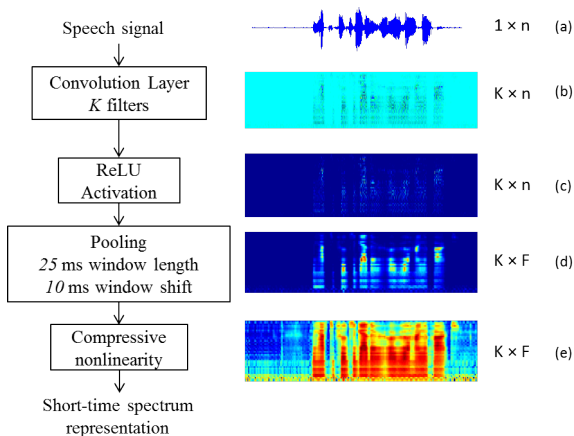 Speech signal
1 × n (a)
Convolution Layer
K filters
K × n (b)
ReLU
Activation
K × n (c)
Pooling
25 ms window length
10 ms window shift
K × F (d)
Compressive
nonlinearity
K × F (e)
Short-time spectrum
representation